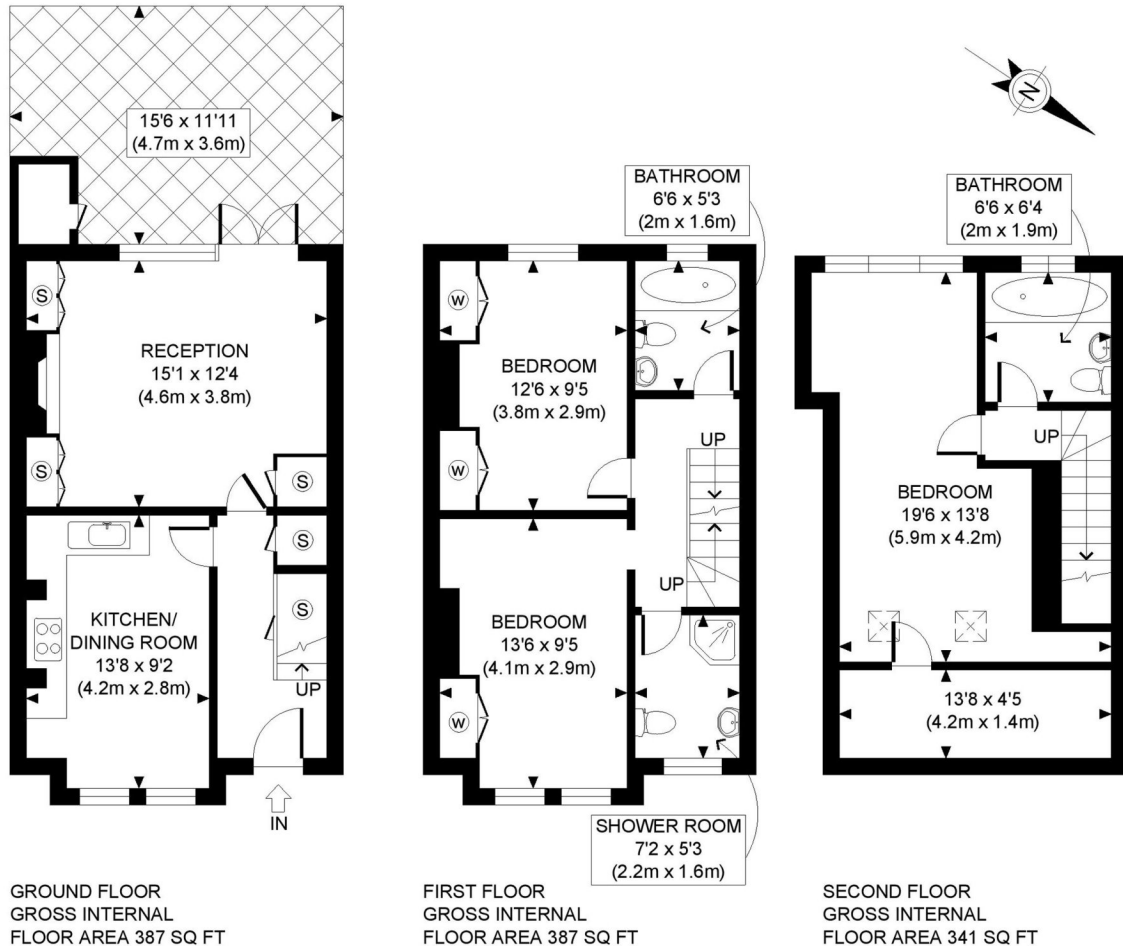 15'6 x 11'11
(4.7m x 3.6m)
S
RECEPTION
15'1 x 12'4
(4.6m x 3.8m)
S
S
S
KITCHEN/
DINING ROOM
13'8 x 9'2
(4.2m x 2.8m)
S
UP
IN
GROUND FLOOR
GROSS INTERNAL
FLOOR AREA 387 SQ FT
BATHROOM
6'6 x 5'3
(2m x 1.6m)
W
BEDROOM
12'6 x 9'5
(3.8m x 2.9m)
W
UP
UP
BEDROOM
13'6 x 9'5
(4.1m x 2.9m)
W
SHOWER ROOM
7'2 x 5'3
(2.2m x 1.6m)
FIRST FLOOR
GROSS INTERNAL
FLOOR AREA 387 SQ FT
N
BATHROOM
6'6 x 6'4
(2m x 1.9m)
UP
BEDROOM
19'6 x 13'8
(5.9m x 4.2m)
13'8 x 4'5
(4.2m x 1.4m)
SECOND FLOOR
GROSS INTERNAL
FLOOR AREA 341 SQ FT